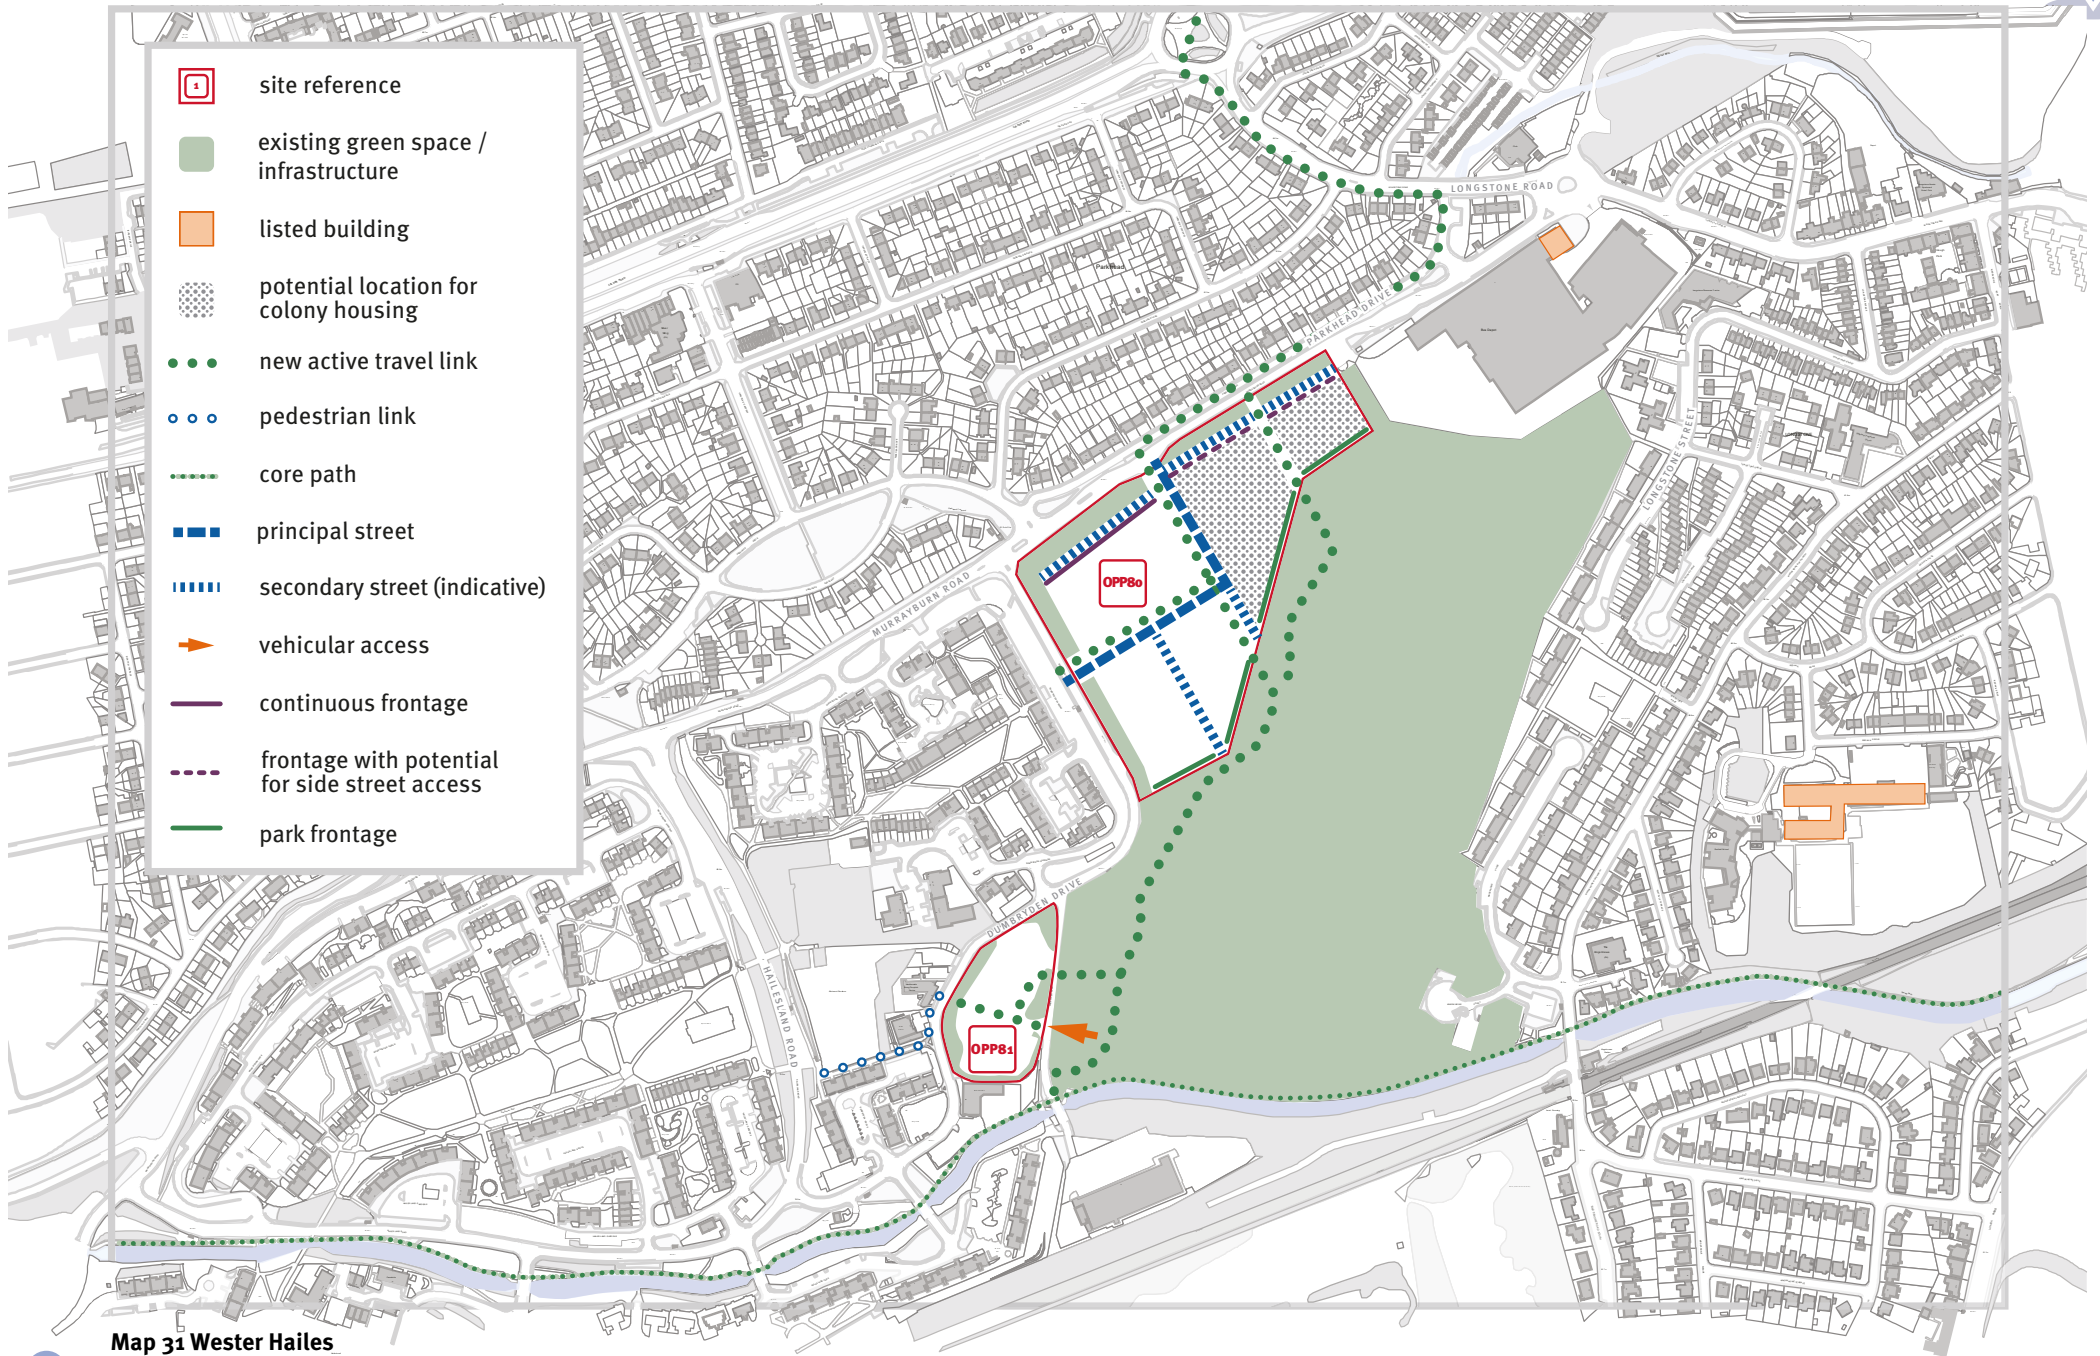 1
site reference
existing green space /
infrastructure
listed building
potential location for
colony housing
new active travel link
pedestrian link
core path
principal street
secondary street (indicative)
vehicular access
continuous frontage
frontage with potential
for side street access
park frontage
LONGSTONE ROAD
Parkhead
PARKHEAD DRIVE
LONGSTONE STREET
OPP80
MURRAYBURN ROAD
DUMBRYDEN DRIVE
HAILESLAND ROAD
OPP81
Map 31 Wester Hailes